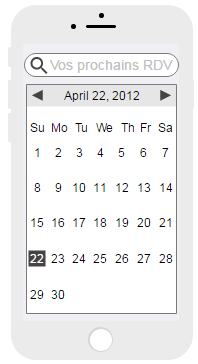 Vos prochains RDV
April 22, 2012
Su Mo Tu We Th Fr Sa
1 2 3 4 5 6 7
8 9 10 11 12 13 14
15 16 17 18 19 20 21
22 23 24 25 26 27 28
29 30